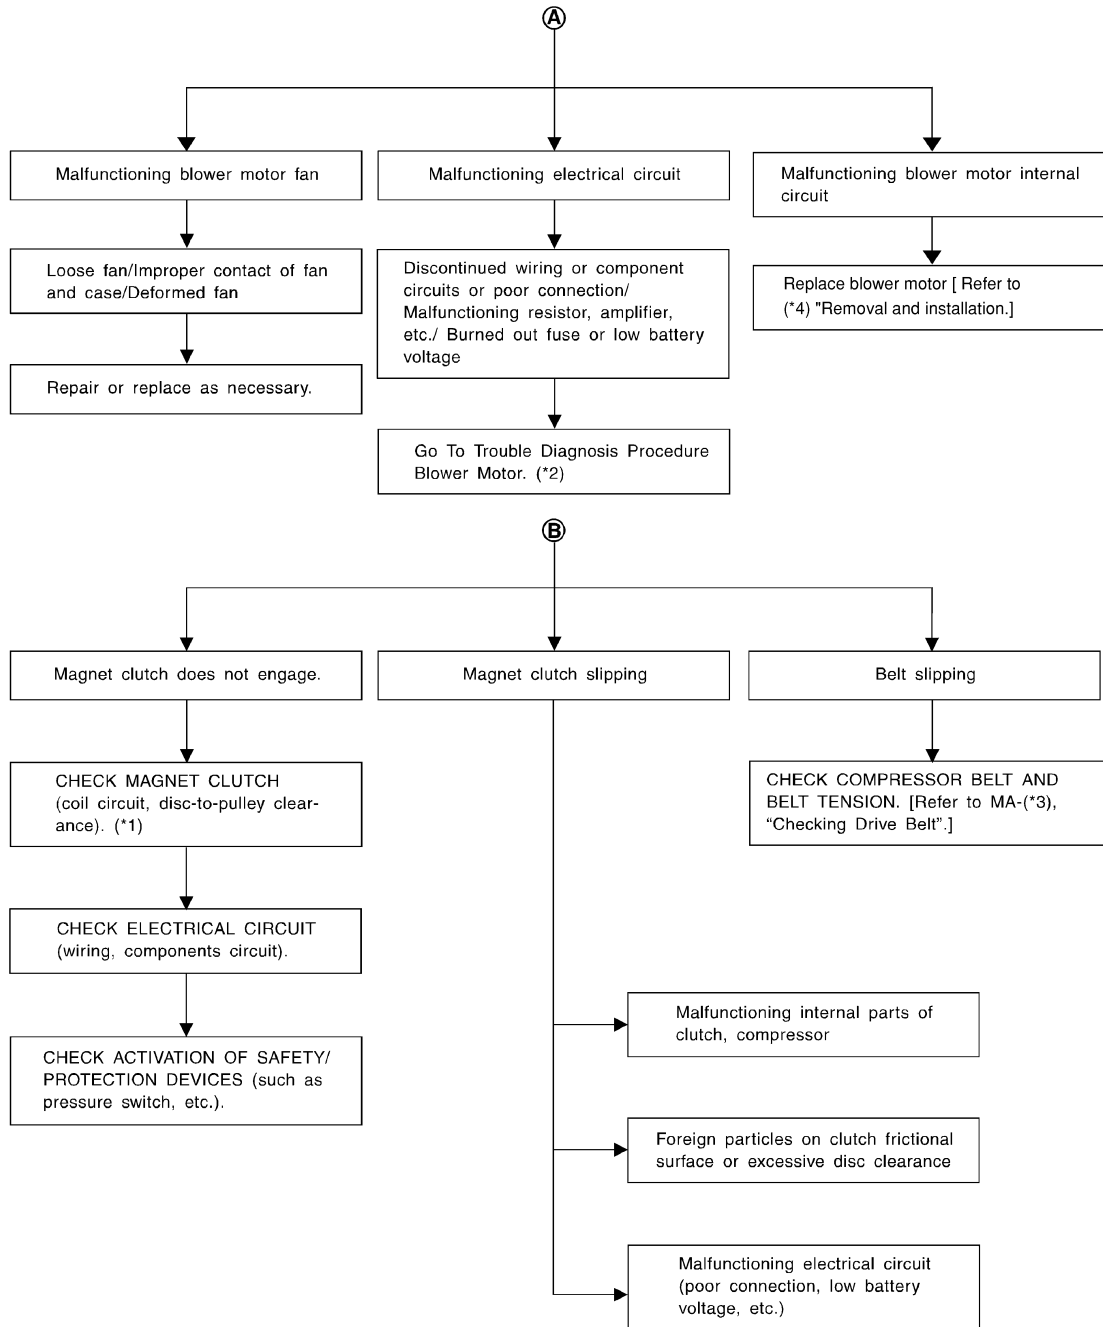 A
Malfunctioning blower motor fan
Malfunctioning electrical circuit
Malfunctioning blower motor internal
circuit
Loose fan/Improper contact of fan
and case/Deformed fan
Discontinued wiring or component
circuits or poor connection/
Malfunctioning resistor, amplifier,
etc./ Burned out fuse or low battery
voltage
Replace blower motor [ Refer to
(*4) "Removal and installation.]
Repair or replace as necessary.
Go To Trouble Diagnosis Procedure
Blower Motor. (*2)
B
Magnet clutch does not engage.
Magnet clutch slipping
Belt slipping
CHECK MAGNET CLUTCH
(coil circuit, disc-to-pulley clear-
ance). (*1)
CHECK COMPRESSOR BELT AND
BELT TENSION. [Refer to MA-(*3),
“Checking Drive Belt”.]
CHECK ELECTRICAL CIRCUIT
(wiring, components circuit).
CHECK ACTIVATION OF SAFETY/
PROTECTION DEVICES (such as
pressure switch, etc.).
Malfunctioning internal parts of
clutch, compressor
Foreign particles on clutch frictional
surface or excessive disc clearance
Malfunctioning electrical circuit
(poor connection, low battery
voltage, etc.)